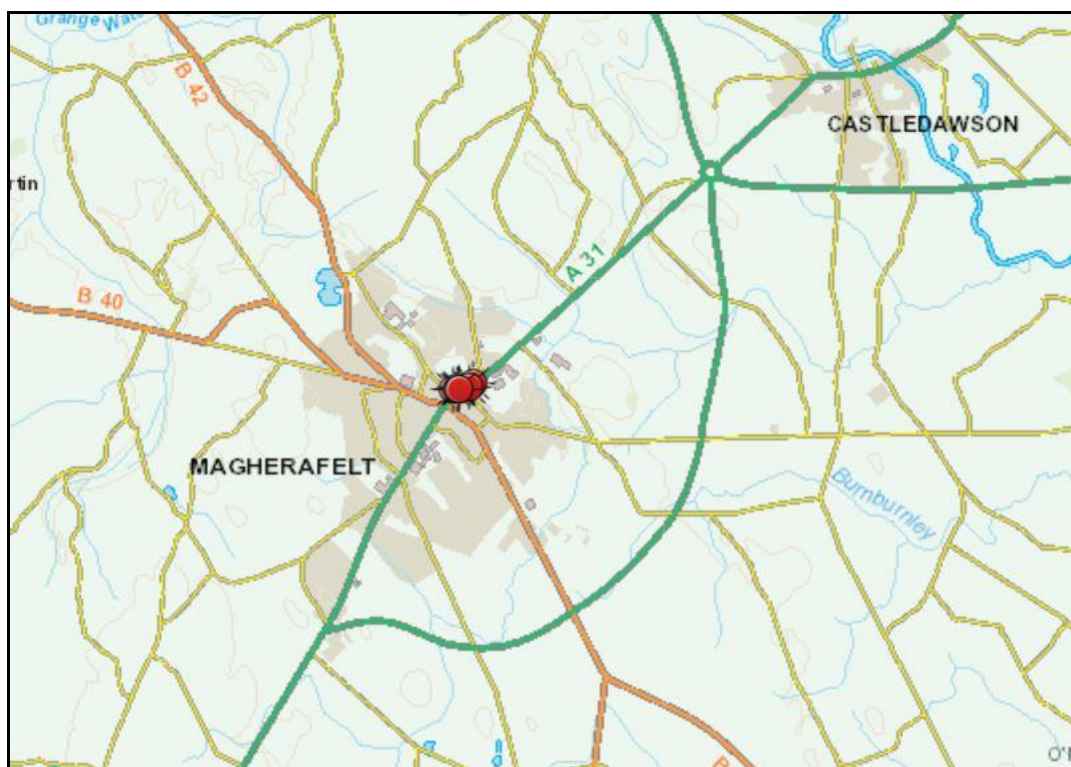 Grange Wat
B 42
CASTLEDAWSON
rtin
A 31
B 40
MAGHERAFELT
Burnburnley
O'